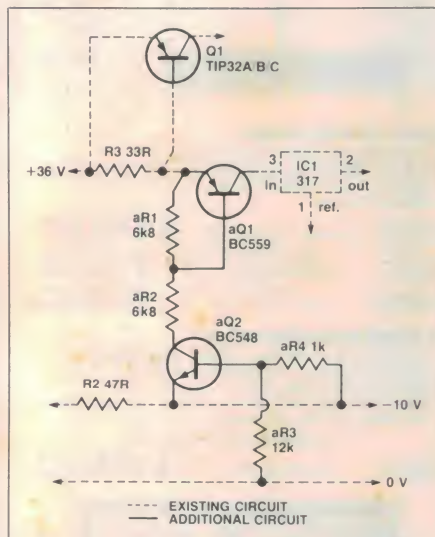 Q1
TIP32A/B/C
R3 33R
+36 V
3
In
IC1
317
2
out
1 ref.
aR1
6k8
aQ1
BC559
aR2
6k8
aQ2
BC548
aR4 1k
R2 47R
-10 V
aR3
12k
0 V
EXISTING CIRCUIT
ADDITIONAL CIRCUIT